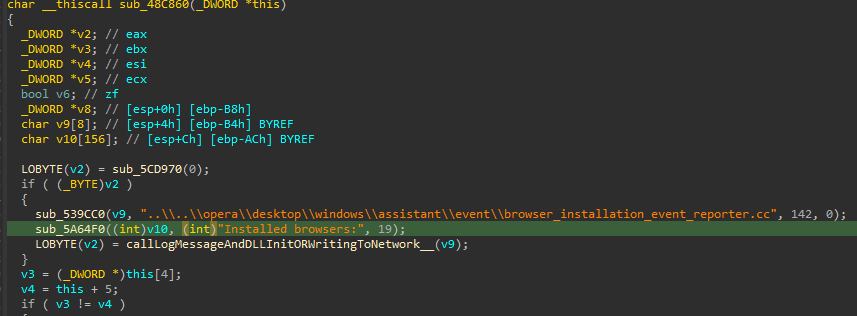 char __thiscall sub_48C860(_DWORD *this)
{
_DWORD *v2; // eax
_DWORD *v3; // ebx
_DWORD *v4; // esi
_DWORD *v5; // ecx
bool v6; // zf
_DWORD *v8; // [esp+0h] [ebp-B8h]
char v9[8]; // [esp+4h] [ebp-B4h] BYREF
char v10[156]; // [esp+Ch] [ebp-ACh] BYREF
LOBYTE(v2) = sub_5CD970(0);
if ( (_BYTE)v2 )
{
sub_539CC0(v9, "..\\..\\opera\\desktop\\windows\\assistant\\event\\browser_installation_event_reporter.cc", 142, 0);
sub_5A64F0((int)v10, (int)"Installed browsers:", 19);
LOBYTE(v2) = callLogMessageAndDLLInitORWritingToNetwork__(v9);
}
v3 = (_DWORD *)this[4];
v4 = this + 5;
if ( v3 != v4 )